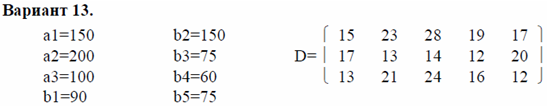 Вариант 13.
a1=150 b2=150 15 23 28 19 17
a2=200 b3=75 D= 17 13 14 12 20
a3=100 b4=60 13 21 24 16 12
b1=90 b5=75